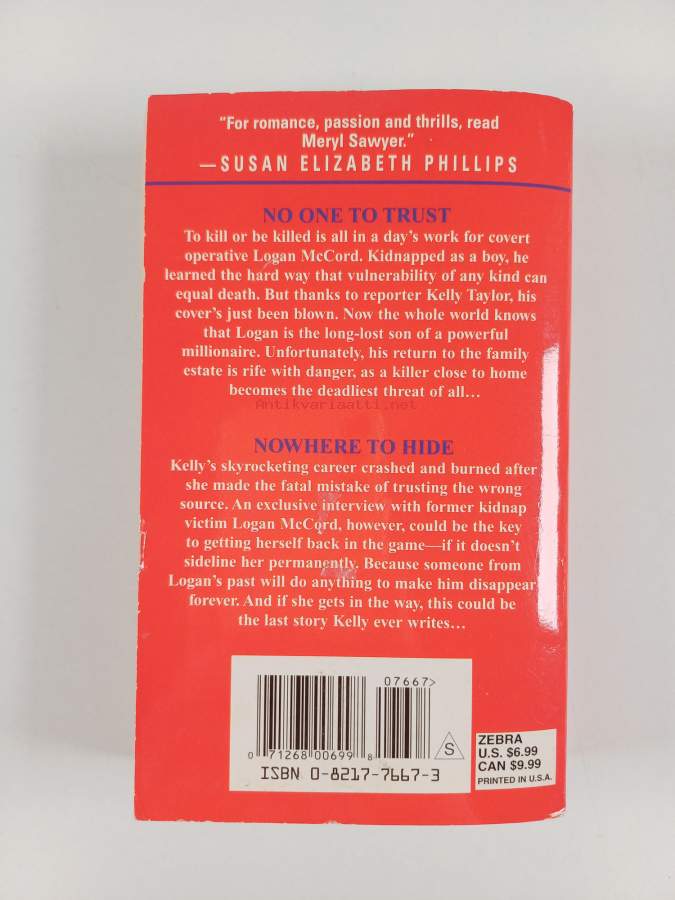 “For romance, passion and thrills, read
Meryl Sawyer.”
—SUSAN ELIZABETH PHILLIPS
NO ONE TO TRUST
To kill or be killed is all in a day’s work for covert
operative Logan McCord. Kidnapped as a boy, he
learned the hard way that vulnerability of any kind can
equal death. But thanks to reporter Kelly Taylor, his
cover’s just been blown. Now the whole world knows
that Logan is the long-lost son of a powerful
millionaire. Unfortunately, his return to the family
estate is rife with danger, as a killer close to home
becomes the deadliest threat of all…
Antikvariaatti.net
NOWHERE TO HIDE
Kelly’s skyrocketing career crashed and burned after
she made the fatal mistake of trusting the wrong
source. An exclusive interview with former kidnap
victim Logan McCord, however, could be the key
to getting herself back in the game—if it doesn’t
sideline her permanently. Because someone from
Logan’s past will do anything to make him disappear
forever. And if she gets in the way, this could be
the last story Kelly ever writes…
07667>
0 71268 00699 8
S
ISBN 0-8217-7667-3
ZEBRA
U.S. $6.99
CAN $9.99
PRINTED IN U.S.A.